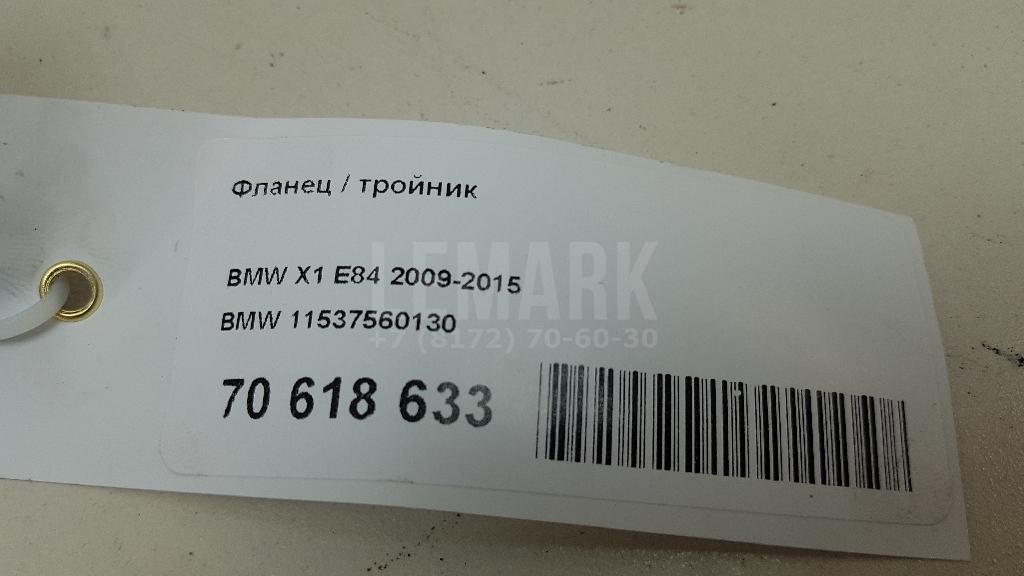 Фланец / тройник
LEMARK
BMW X1 E84 2009-2015
BMW 11537560130
+7 (8172) 70-60-30
70 618 633